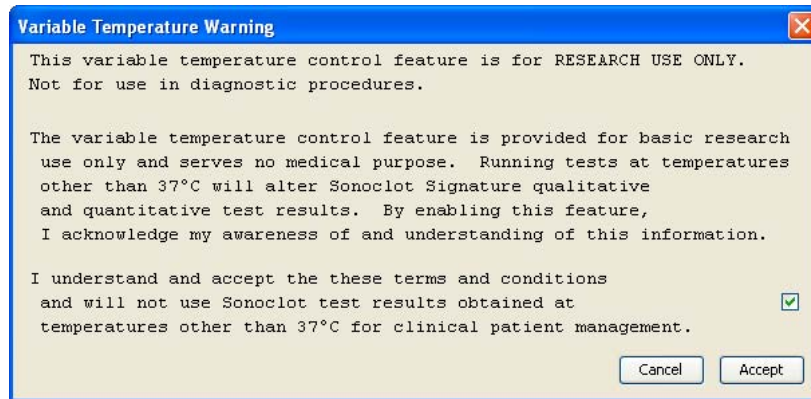 Variable Temperature Warning
This variable temperature control feature is for RESEARCH USE ONLY.
Not for use in diagnostic procedures.
The variable temperature control feature is provided for basic research
use only and serves no medical purpose. Running tests at temperatures
other than 37°C will alter Sonoclot Signature qualitative
and quantitative test results. By enabling this feature,
I acknowledge my awareness of and understanding of this information.
I understand and accept the these terms and conditions
and will not use Sonoclot test results obtained at
temperatures other than 37°C for clinical patient management.
Cancel Accept